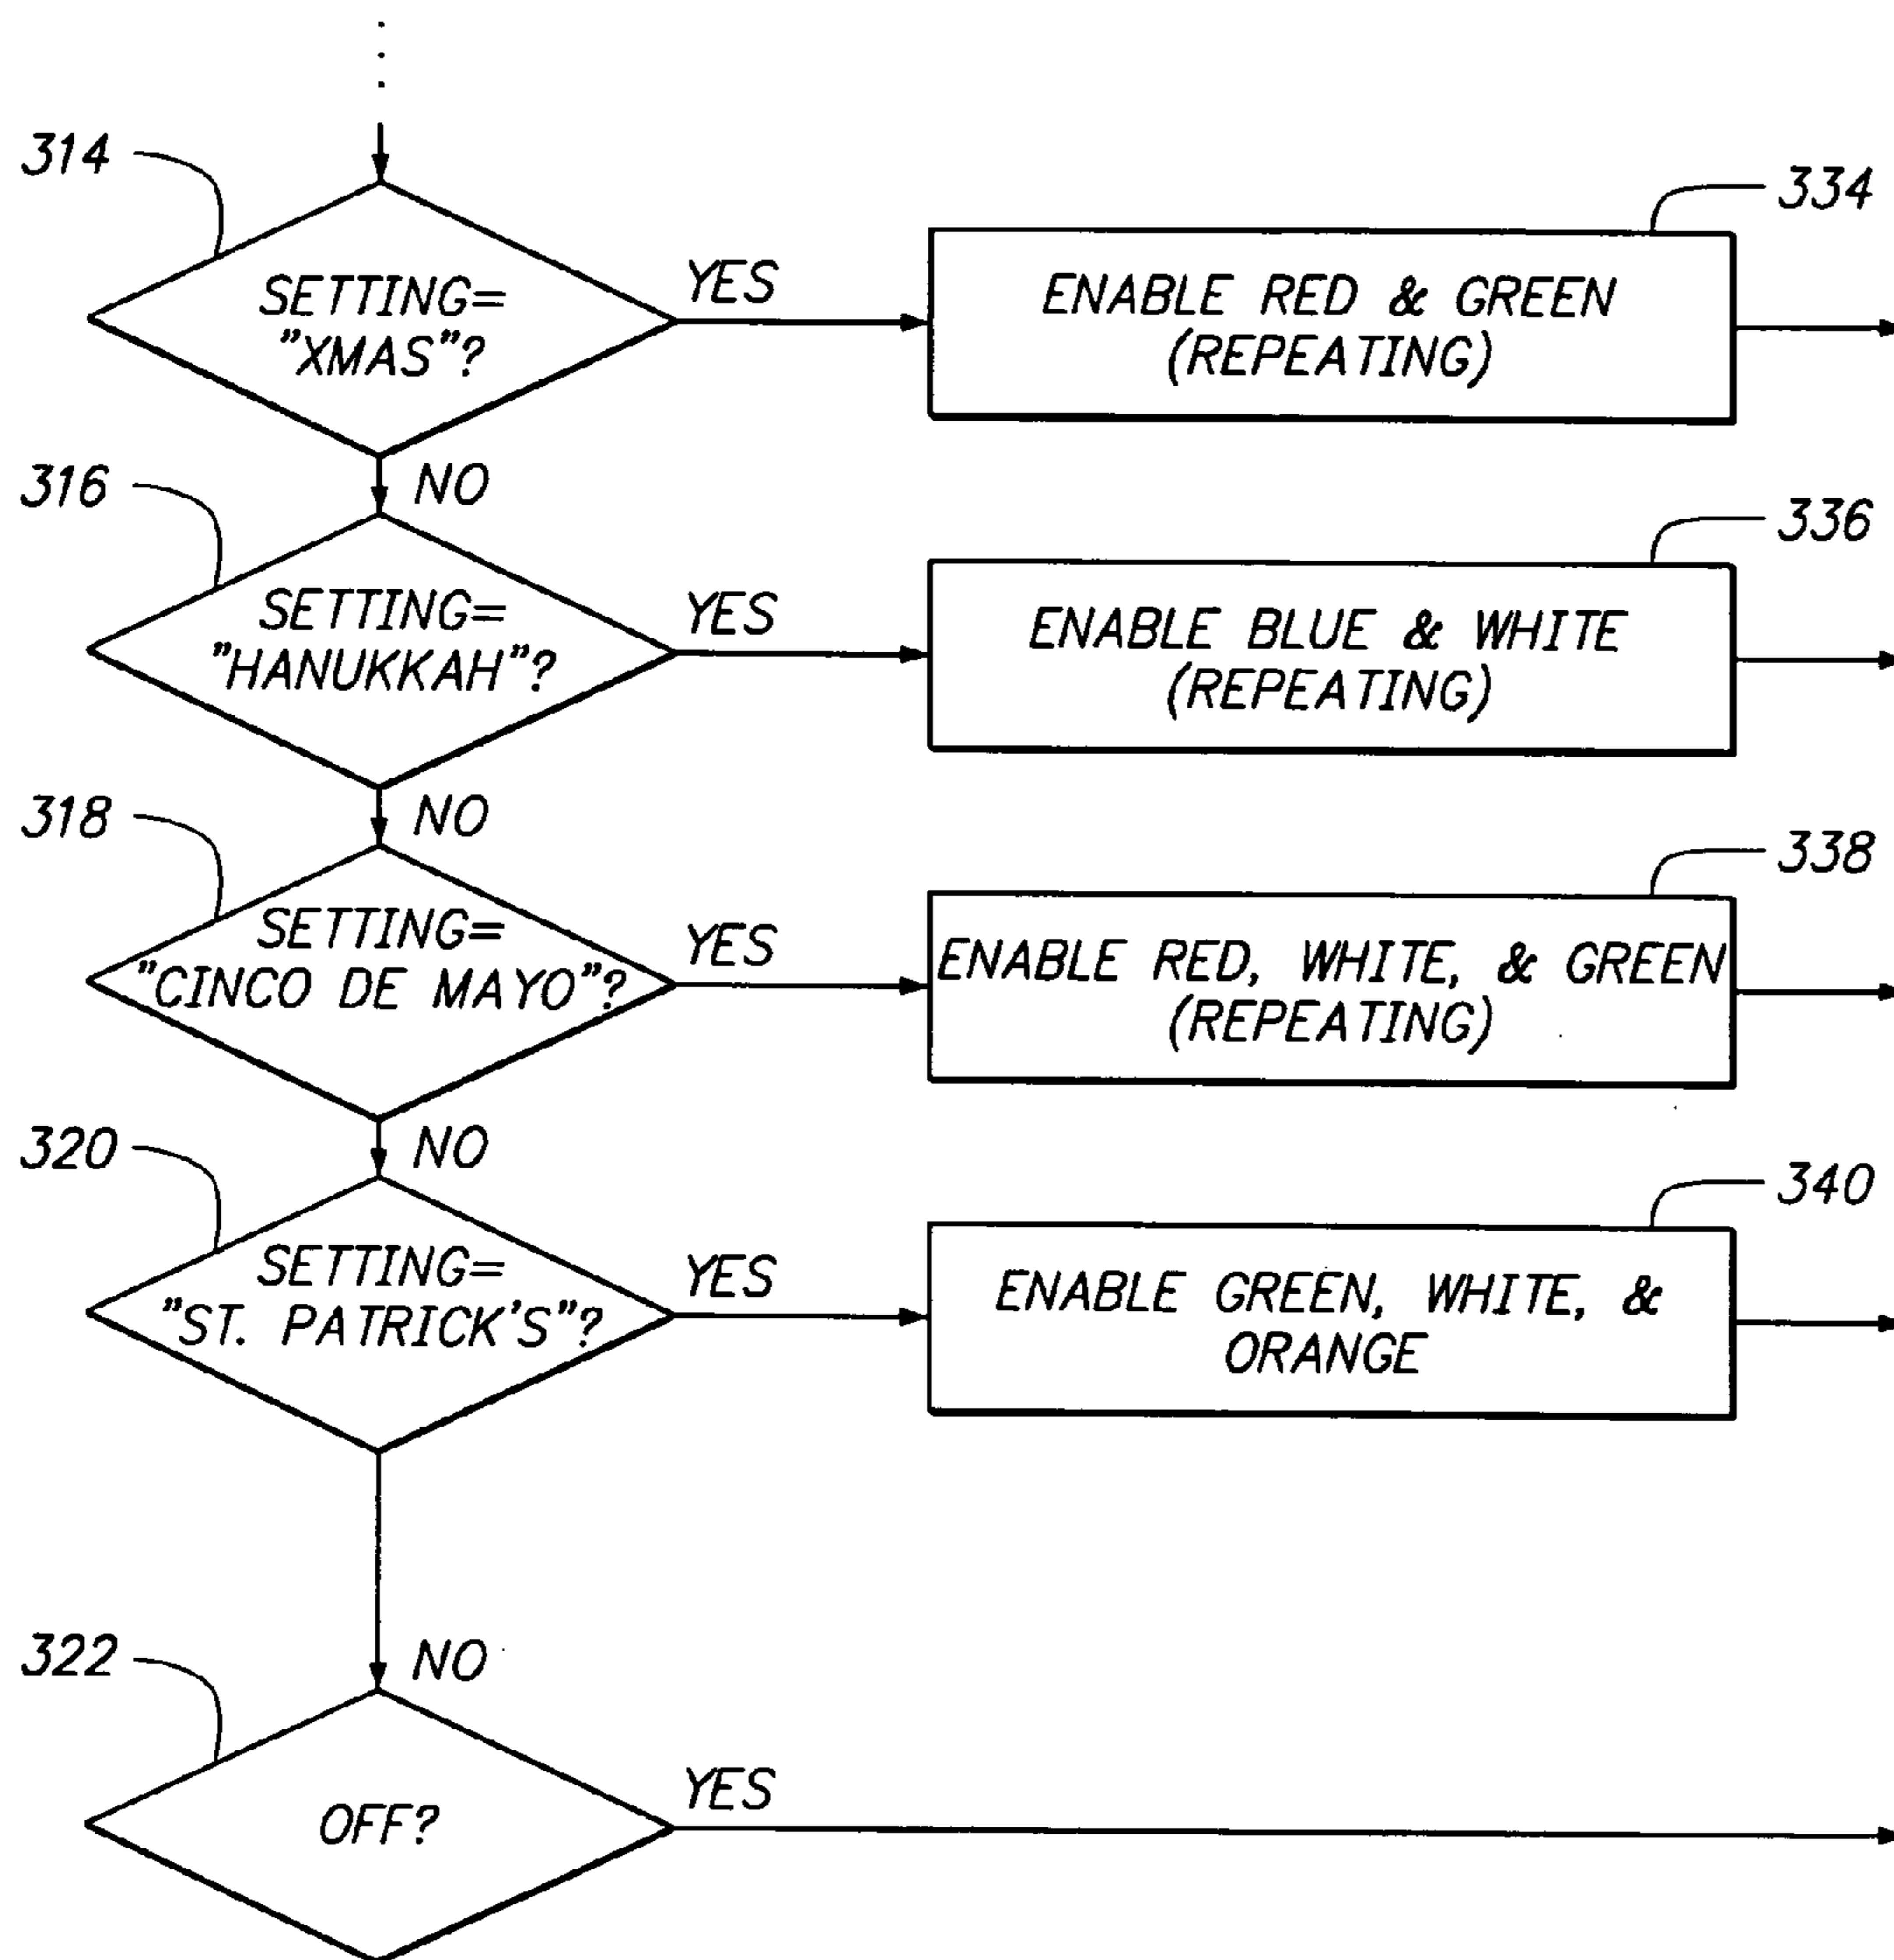 314
SETTING=
"XMAS"?
YES
334
ENABLE RED & GREEN
(REPEATING)
NO
316
SETTING=
"HANUKKAH"?
YES
336
ENABLE BLUE & WHITE
(REPEATING)
NO
318
SETTING=
"CINCO DE MAYO"?
YES
338
ENABLE RED, WHITE, & GREEN
(REPEATING)
NO
320
SETTING=
"ST. PATRICK'S"?
YES
340
ENABLE GREEN, WHITE, &
ORANGE
NO
322
OFF?
YES